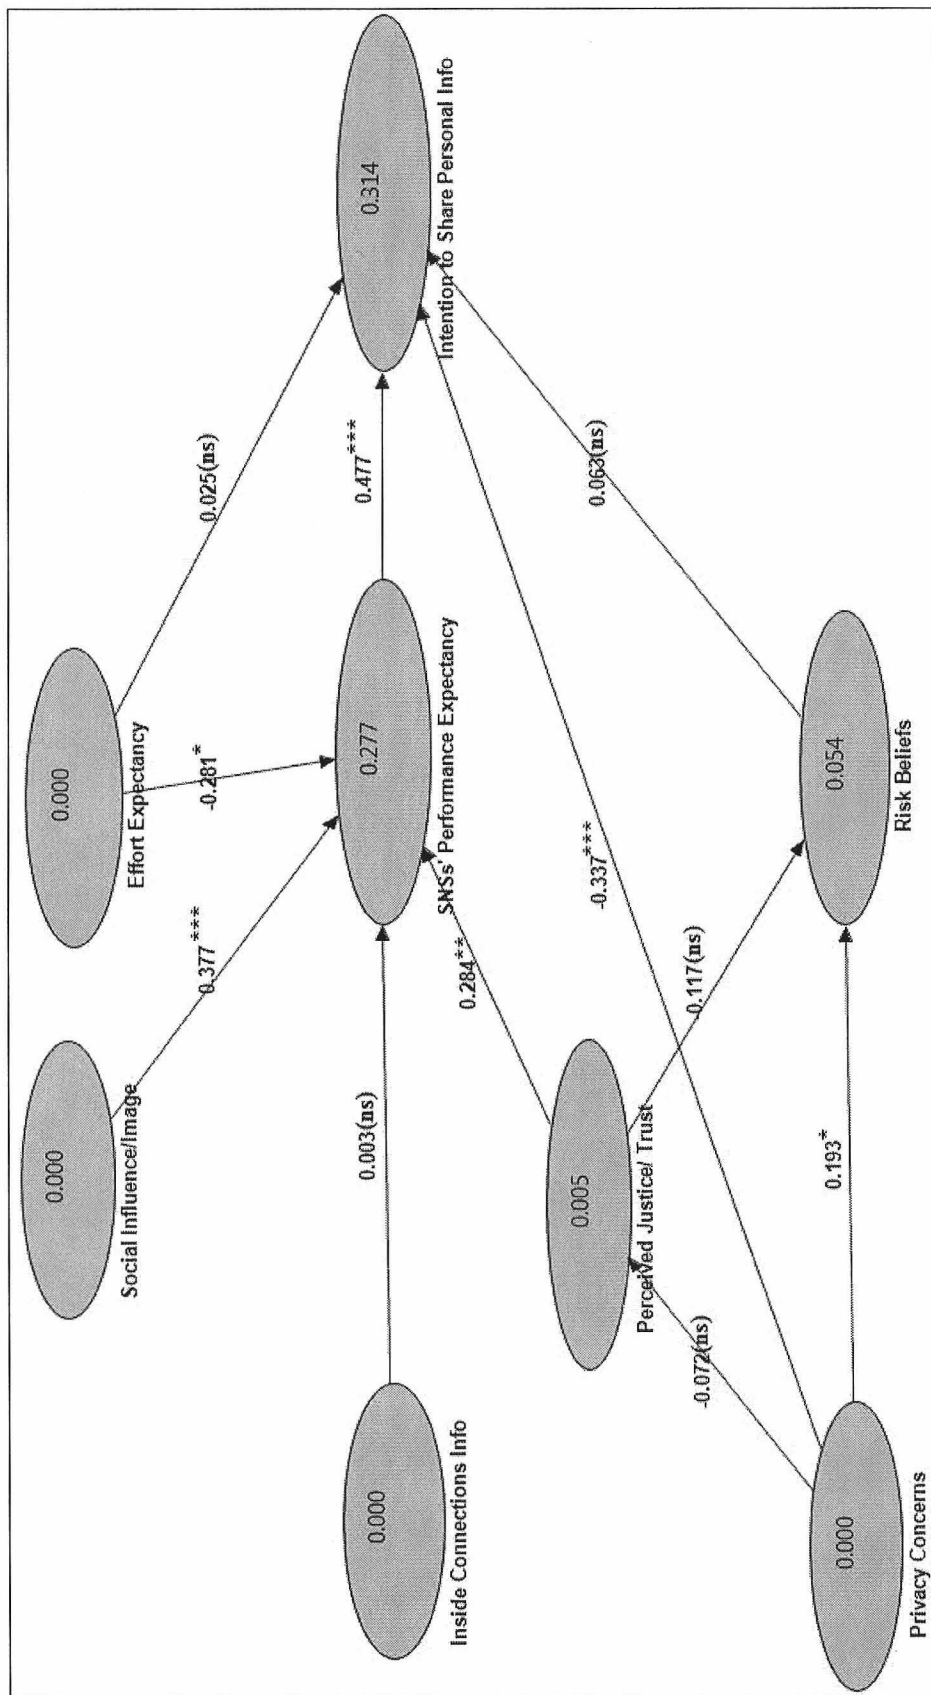 0.000
0.000
Social Influence/Image
Effort Expectancy
0.025(ns)
0.377***
-0.281*
0.000
0.003(ns)
0.277
0.477***
0.314
Inside Connections Info
SNSs' Performance Expectancy
Intention to Share Personal Info
0.284**
0.005
Perceived Justice/ Trust
-0.337***
0.063(ns)
-0.072(ns)
-0.117(ns)
0.000
0.193*
0.054
Privacy Concerns
Risk Beliefs